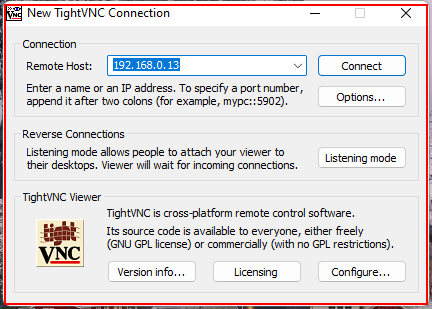 New TightVNC Connection
Connection
Remote Host: 192.168.0.13
Connect
Enter a name or an IP address. To specify a port number,
append it after two colons (for example, mypc::5902).
Options...
Reverse Connections
Listening mode allows people to attach your viewer to
their desktops. Viewer will wait for incoming connections.
Listening mode
TightVNC Viewer
tight
VNC
TightVNC is cross-platform remote control software.
Its source code is available to everyone, either freely
(GNU GPL license) or commercially (with no GPL restrictions).
Version info...
Licensing
Configure...